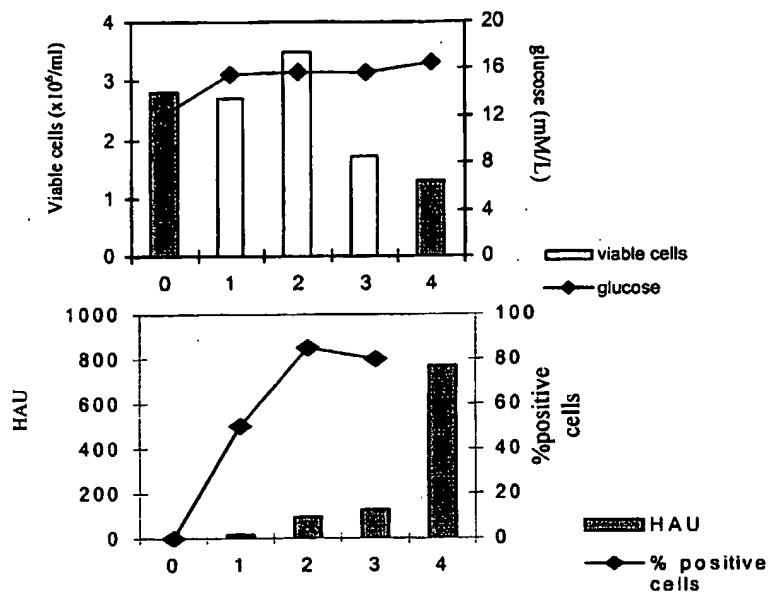 4
3
2
1
0
Viable cells (x10⁶/ml)
20
16
12
8
4
0
glucose (mM/L)
0 1 2 3 4
viable cells
glucose
1000
800
600
400
200
0
HAU
100
80
60
40
20
0
%positive
cells
0 1 2 3 4
HAU
% positive
cells